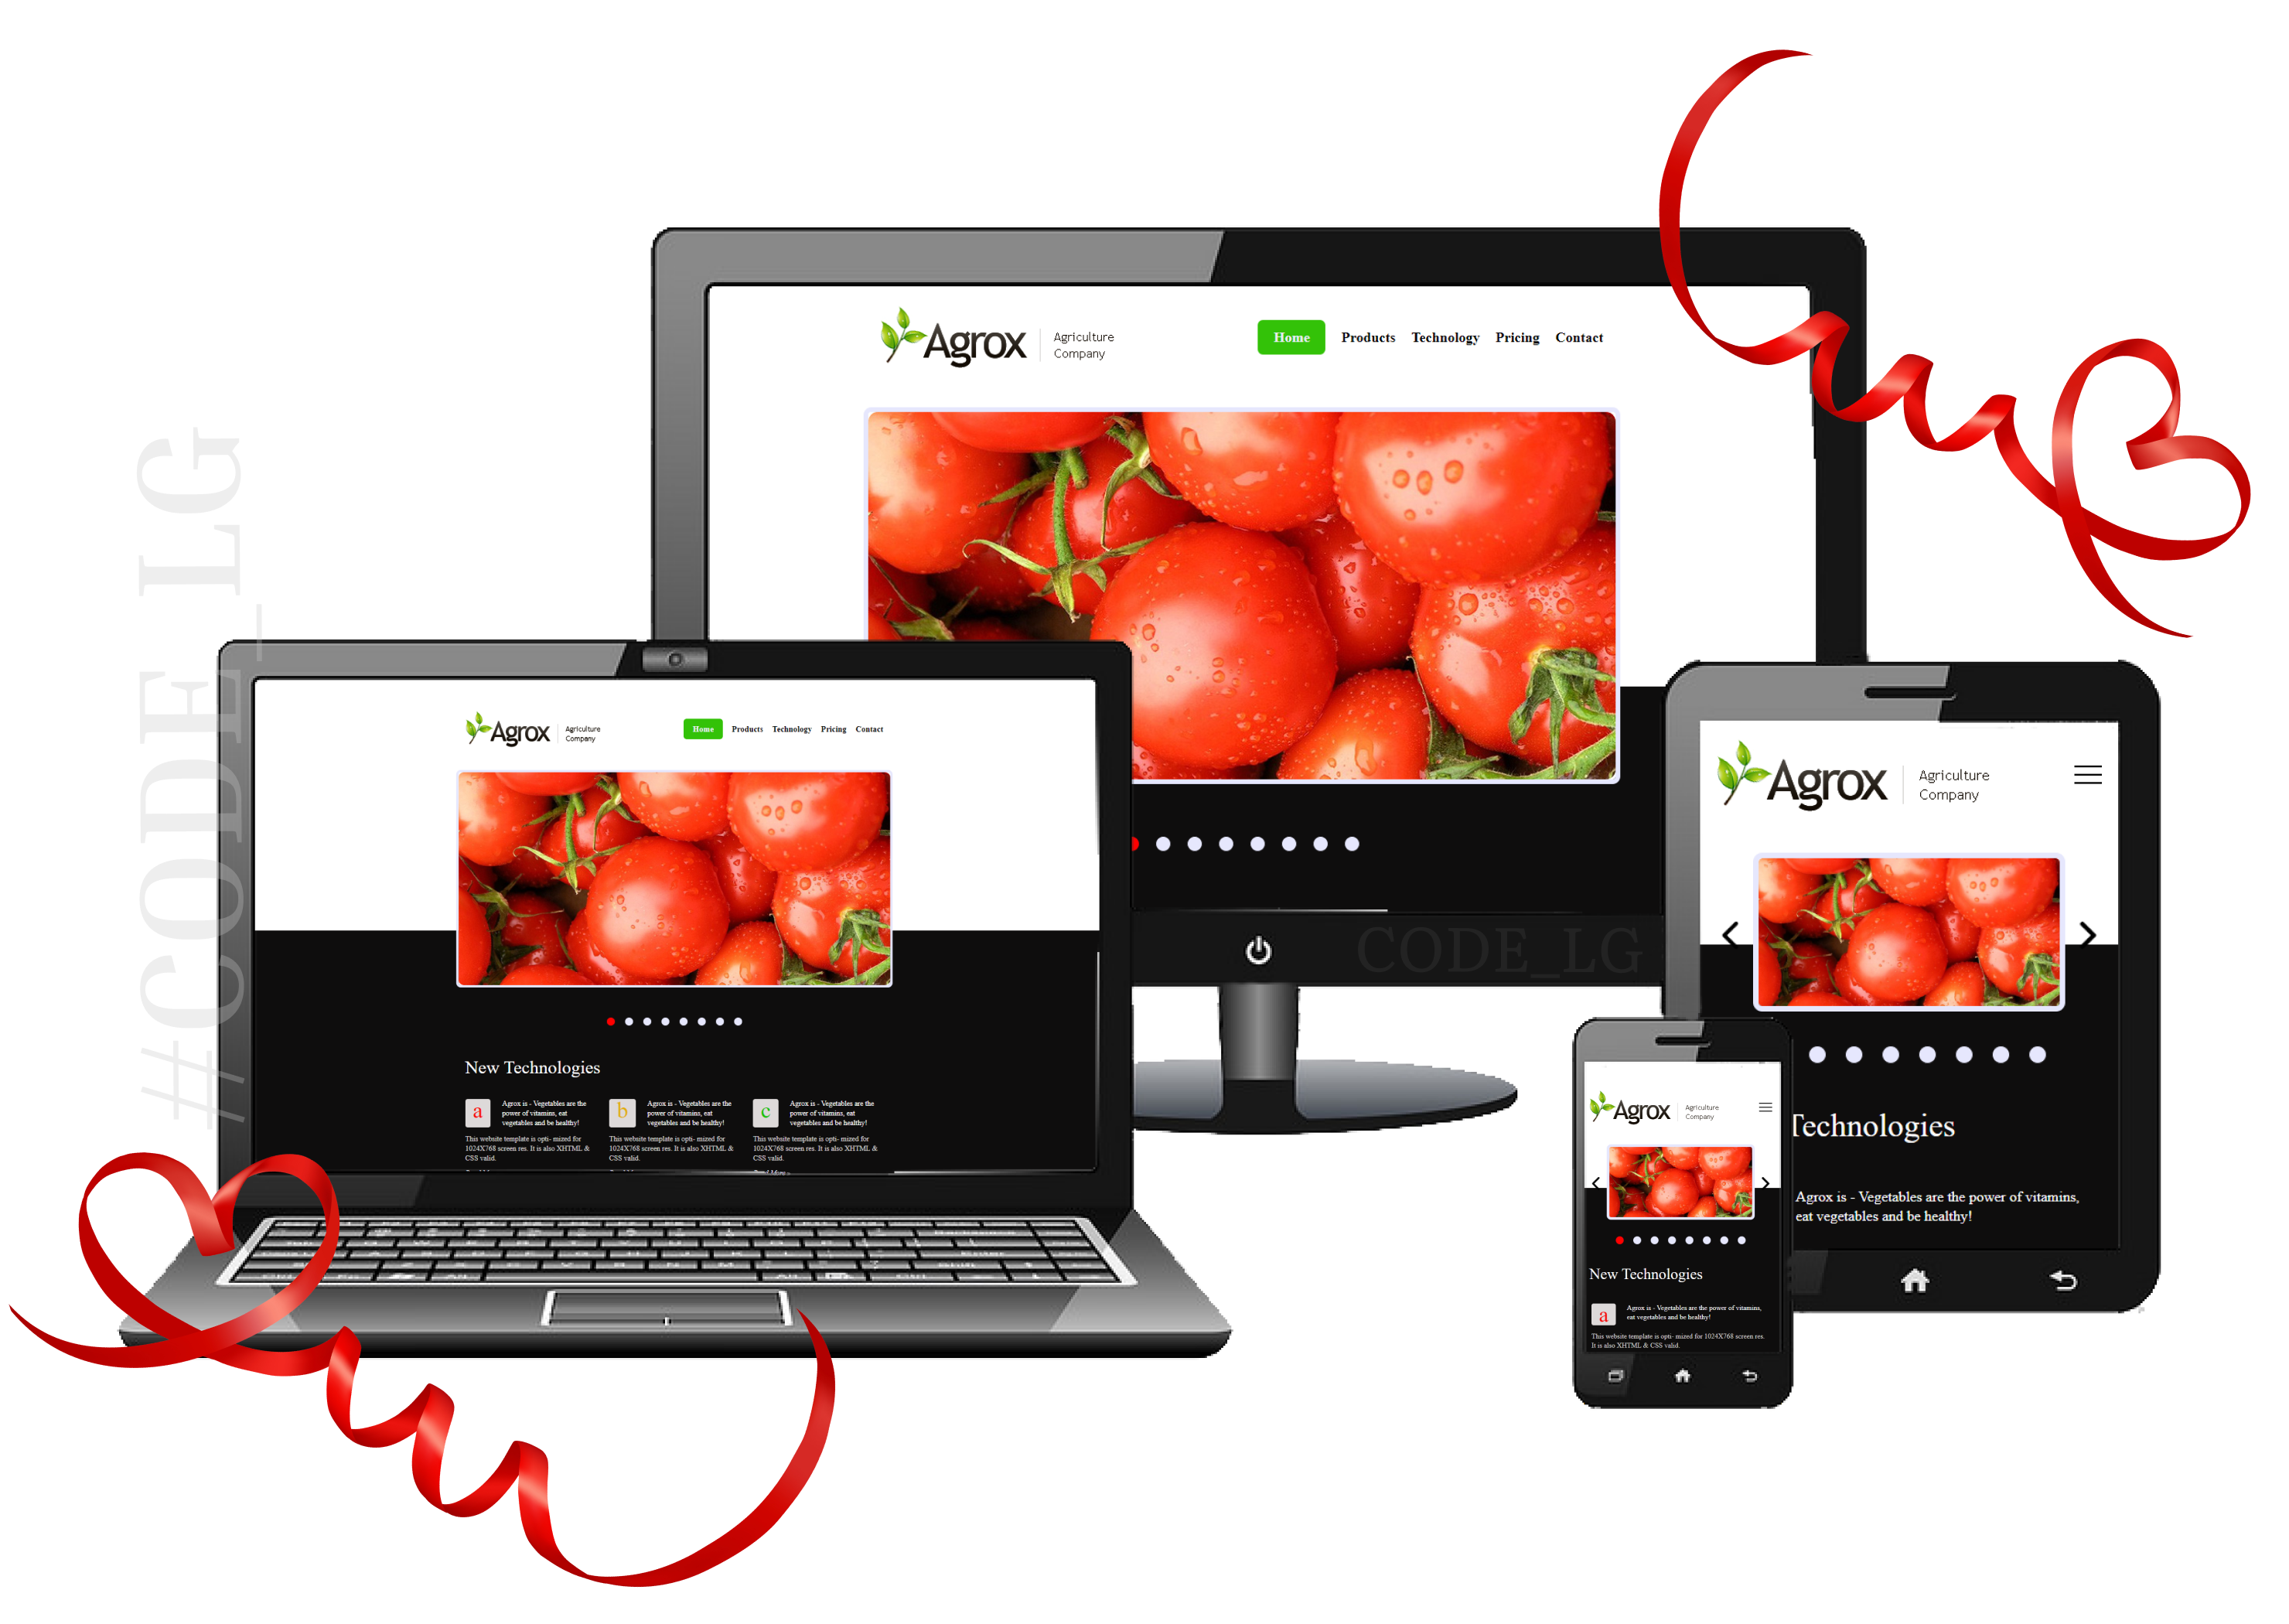 Agrox
Agriculture
Company
Home Products Technology Pricing Contact
CODE_LG
#CODE_LG
Agrox
Agriculture
Company
Home Products Technology Pricing Contact
New Technologies
a
Agrox is - Vegetables are the
power of vitamins, eat
vegetables and be healthy!
This website template is opti- mized for
1024X768 screen res. It is also XHTML &
CSS valid.
b
Agrox is - Vegetables are the
power of vitamins, eat
vegetables and be healthy!
This website template is opti- mized for
1024X768 screen res. It is also XHTML &
CSS valid.
c
Agrox is - Vegetables are the
power of vitamins, eat
vegetables and be healthy!
This website template is opti- mized for
1024X768 screen res. It is also XHTML &
CSS valid.
Agrox
Agriculture
Company
Technologies
Agrox is - Vegetables are the power of vitamins,
eat vegetables and be healthy!
Agrox
Agriculture
Company
New Technologies
a
Agrox is - Vegetables are the power of vitamins,
eat vegetables and be healthy!
This website template is opti- mized for 1024X768 screen res.
It is also XHTML & CSS valid.